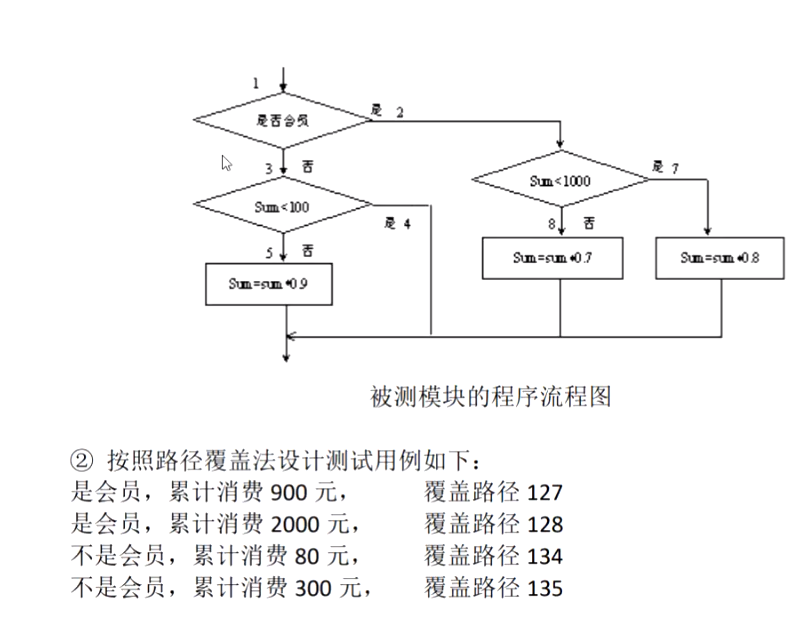 1
是否会员
是 2
3 否
Sum<1000
是 7
Sum<100
是 4
8 否
5 否
Sum=sum*0.9
Sum=sum*0.7
Sum=sum*0.8
被测模块的程序流程图
② 按照路径覆盖法设计测试用例如下：
是会员，累计消费 900 元， 覆盖路径 127
是会员，累计消费 2000 元， 覆盖路径 128
不是会员，累计消费 80 元， 覆盖路径 134
不是会员，累计消费 300 元， 覆盖路径 135